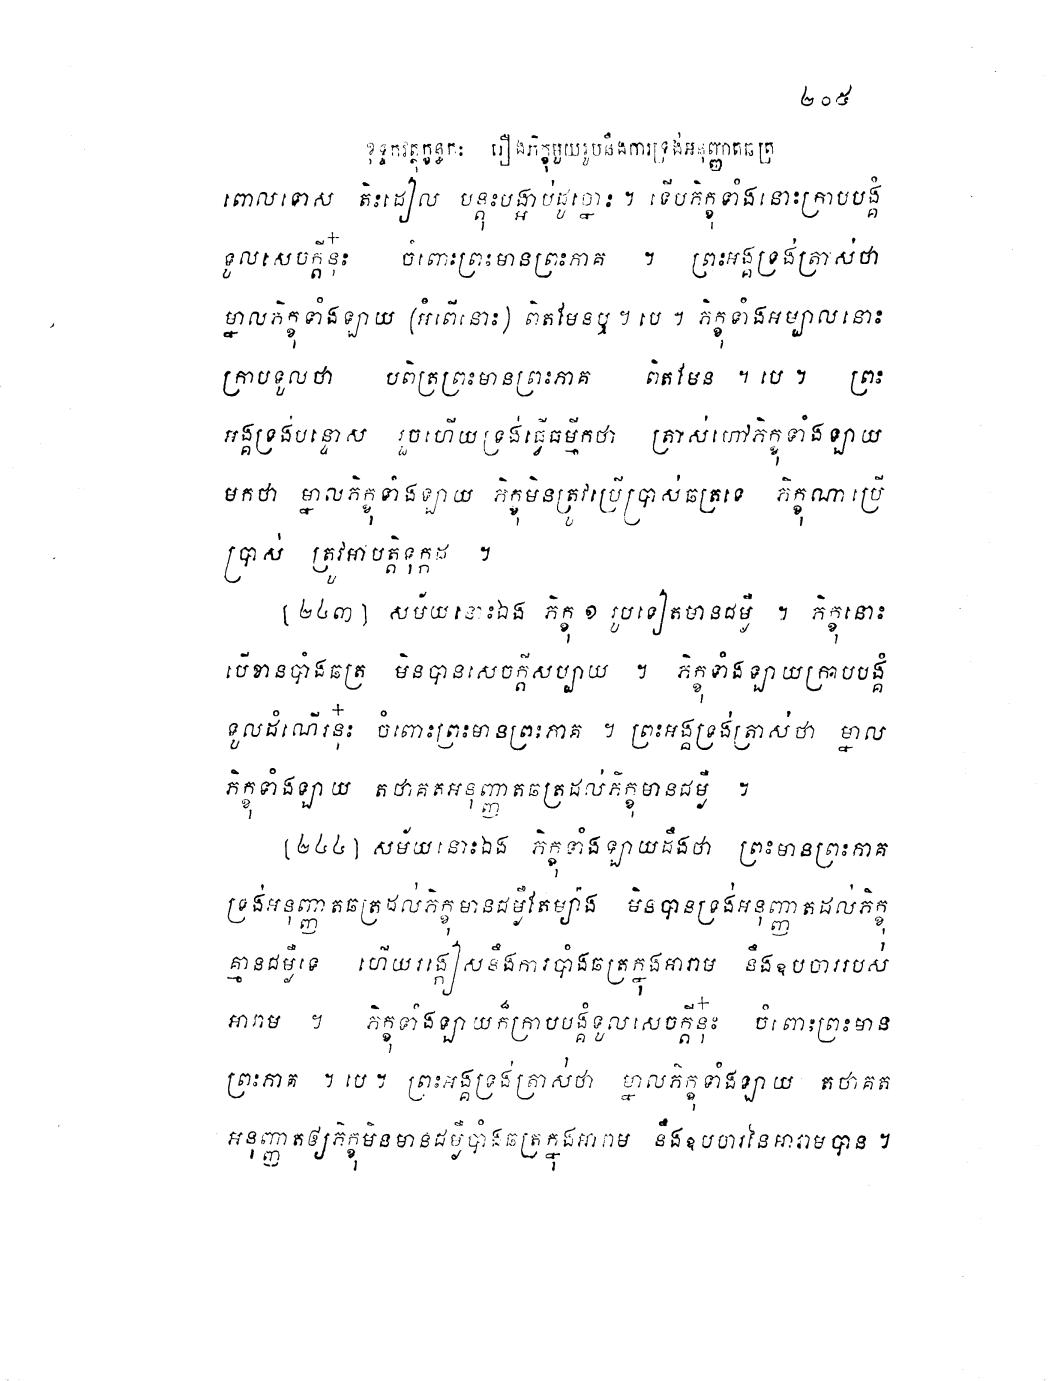 ២០៥
ខុទ្ទកវត្ថុក្ខន្ធកៈ រឿងភិក្ខុមួយរូបនឹងការទ្រង់អនុញ្ញាតឆត្រ
ពោលទោស តិះដៀល បន្តុះបង្អាប់ដូច្នោះ ។ ទើបភិក្ខុទាំងនោះក្រាបបង្គំ
ទូលសេចក្តីនុ៎ះ ចំពោះព្រះមានព្រះភាគ ។ ព្រះអង្គទ្រង់ត្រាស់ថា
ម្នាលភិក្ខុទាំងឡាយ (អំពើនោះ) ពិតមែនឬ ។ បេ ។ ភិក្ខុទាំងអម្បាលនោះ
ក្រាបទូលថា បពិត្រព្រះមានព្រះភាគ ពិតមែន ។ បេ ។ ព្រះ
អង្គទ្រង់បន្ទោស រួចហើយទ្រង់ធ្វើធម្មីកថា ត្រាស់ហៅភិក្ខុទាំងឡាយ
មកថា ម្នាលភិក្ខុទាំងឡាយ ភិក្ខុមិនត្រូវប្រើប្រាស់ឆត្រទេ ភិក្ខុណាប្រើ
ប្រាស់ ត្រូវអាបត្តិទុក្កដ ។
(២៤៣) សម័យនោះឯង ភិក្ខុ ១ រូបទៀតមានជម្ងឺ ។ ភិក្ខុនោះ
បើខានបាំងឆត្រ មិនបានសេចក្តីសប្បាយ ។ ភិក្ខុទាំងឡាយក្រាបបង្គំ
ទូលដំណើរនុ៎ះ ចំពោះព្រះមានព្រះភាគ ។ ព្រះអង្គទ្រង់ត្រាស់ថា ម្នាល
ភិក្ខុទាំងឡាយ តថាគតអនុញ្ញាតឆត្រដល់ភិក្ខុមានជម្ងឺ ។
(២៤៤) សម័យនោះឯង ភិក្ខុទាំងឡាយដឹងថា ព្រះមានព្រះភាគ
ទ្រង់អនុញ្ញាតឆត្រដល់ភិក្ខុមានជម្ងឺតែម្យ៉ាង មិនបានទ្រង់អនុញ្ញាតដល់ភិក្ខុ
គ្មានជម្ងឺទេ ហើយរង្កៀសនឹងការបាំងឆត្រក្នុងអារាម នឹងឧបចាររបស់
អារាម ។ ភិក្ខុទាំងឡាយក៏ក្រាបបង្គំទូលសេចក្តីនុ៎ះ ចំពោះព្រះមាន
ព្រះភាគ ។ បេ ។ ព្រះអង្គទ្រង់ត្រាស់ថា ម្នាលភិក្ខុទាំងឡាយ តថាគត
អនុញ្ញាតឲ្យភិក្ខុមិនមានជម្ងឺបាំងឆត្រក្នុងអារាម នឹងឧបចារនៃអារាមបាន ។